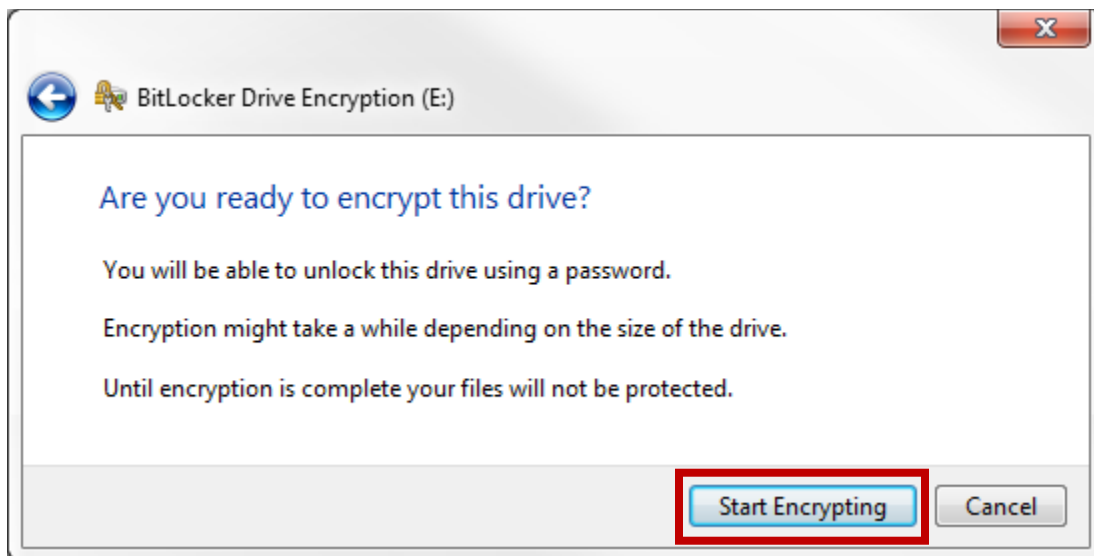 BitLocker Drive Encryption (E:)
Are you ready to encrypt this drive?
You will be able to unlock this drive using a password.
Encryption might take a while depending on the size of the drive.
Until encryption is complete your files will not be protected.
Start Encrypting
Cancel